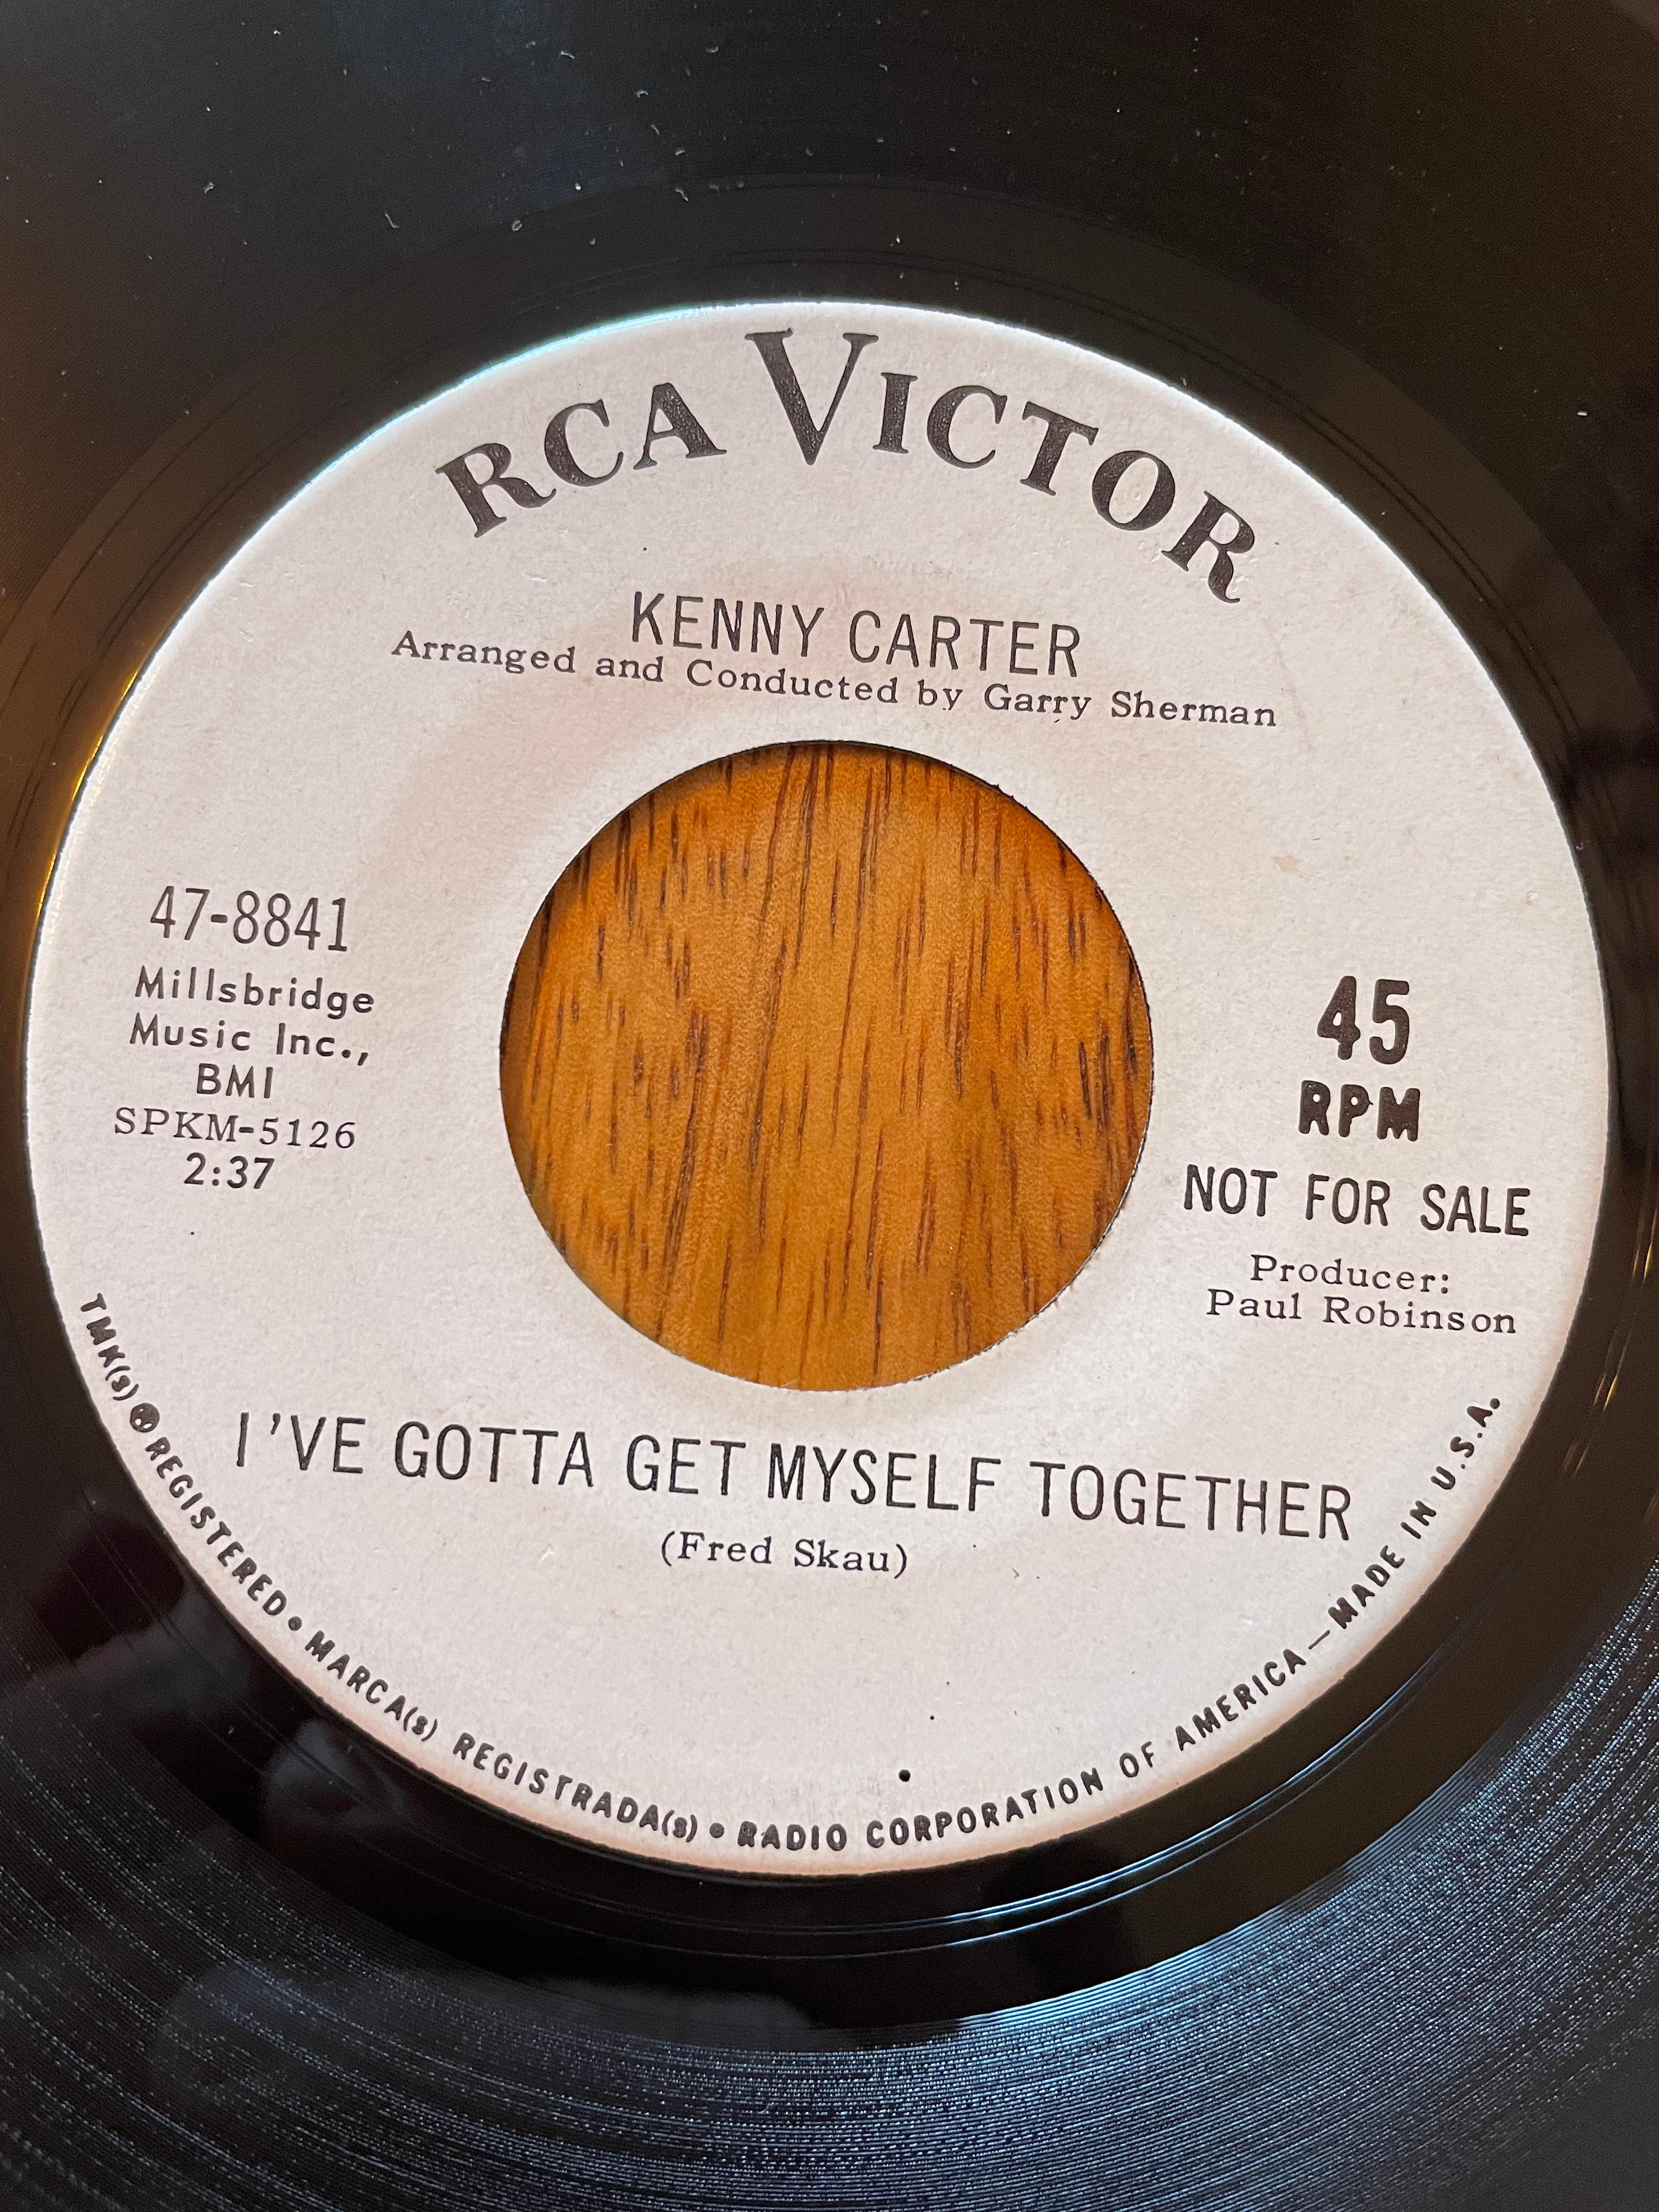 RCA VICTOR
KENNY CARTER
Arranged and Conducted by Garry Sherman
47-8841
Millsbridge
Music Inc.,
BMI
SPKM-5126
2:37
45
RPM
NOT FOR SALE
Producer:
Paul Robinson
I'VE GOTTA GET MYSELF TOGETHER
(Fred Skau)
TMK(s) ® REGISTERED • MARCA(s) REGISTRADA(s) • RADIO CORPORATION OF AMERICA—MADE IN U.S.A.